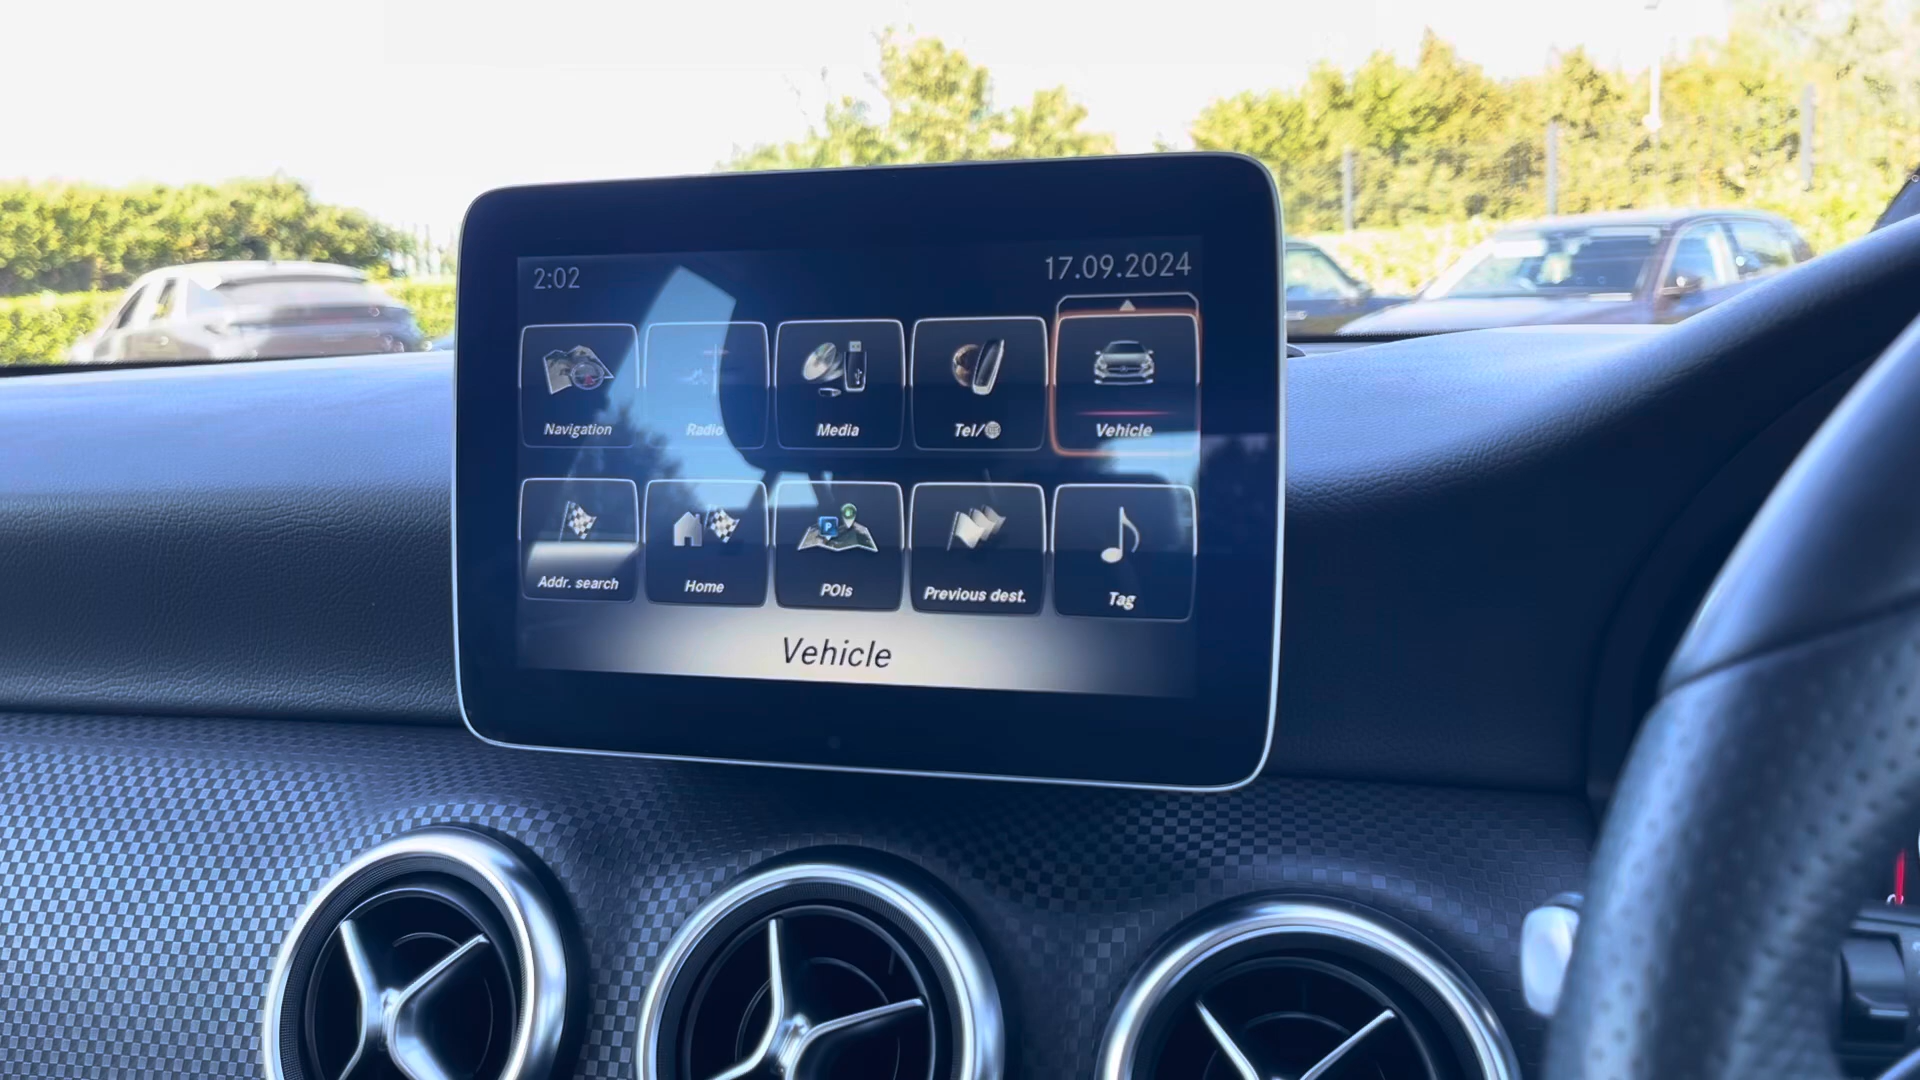 2:02
17.09.2024
Navigation
Radio
Media
Tel/
Vehicle
Addr. search
Home
P
POIs
Previous dest.
Tag
Vehicle